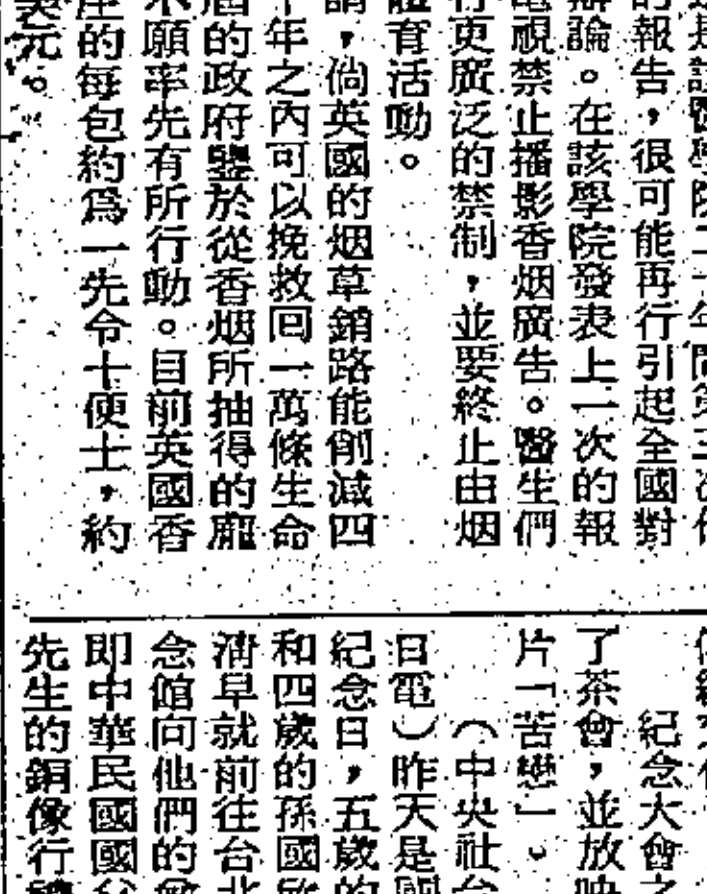 的報告，很可能再行引起全國對
辯論。在該學院發表上一次的報
電視禁止播影香烟廣告。醫生們
行更廣泛的禁制，並要終止由烟
體育活動。
謂，倘英國的烟草銷路能削減四
十年之內可以挽救囘一萬條生命
屆的政府鑒於從香烟所抽得的龐
不願率先有所行動。目前英國香
座的每包約爲一先令十便士，約
美元。
紀念大會
了茶會，並放映
片「苦戀」。
（中央社台
日電）昨天是國
紀念日，五歲的
和四歲的孫國
清早就前往台北
念館向他們的
即中華民國國父
先生的銅像行禮